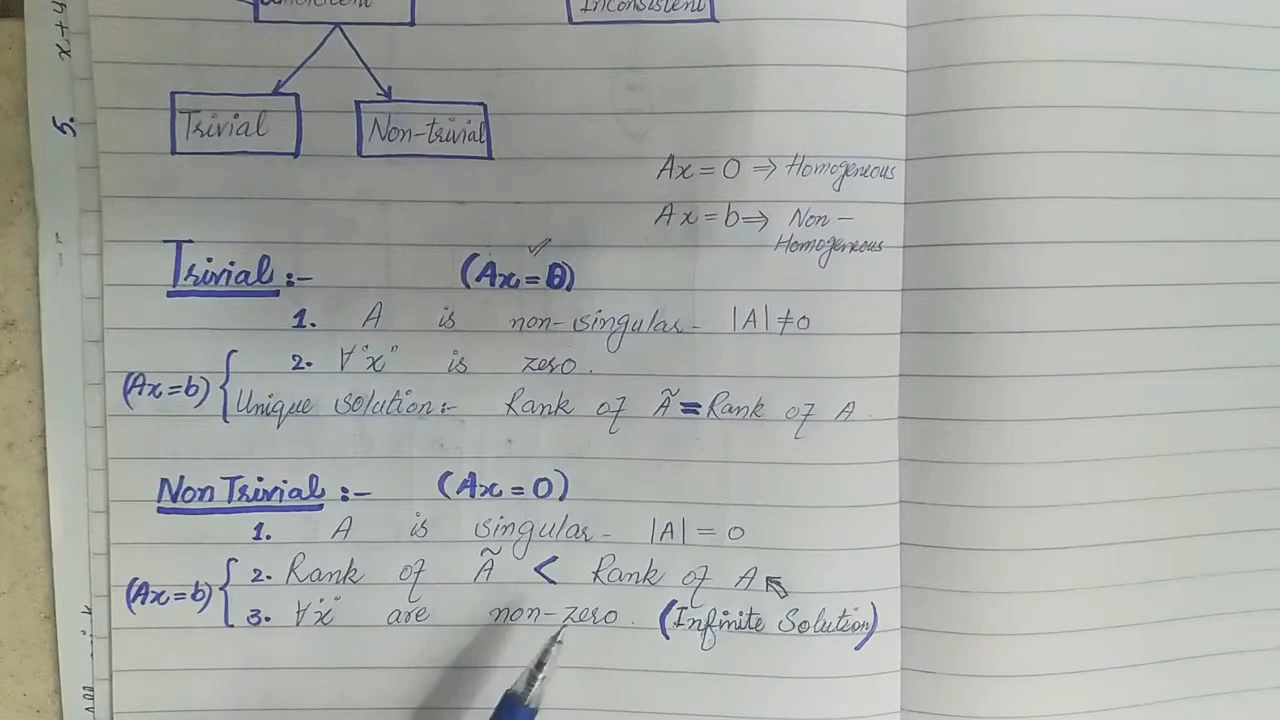 Inconsistent
x+4
5.
Trivial
Non-trivial
Ax=0 ⇒ Homogeneous
Ax=b⇒ Non-
Homogeneous
Trivial :- (Ax=0)
1. A is non-singular- |A|≠0
2. ∀"x" is zero.
(Ax=b) { Unique solution:- Rank of Ã=Rank of A.
Non Trivial :- (Ax=0)
1. A is singular- |A|=0
(Ax=b) { 2. Rank of Ã < Rank of A
3. ∀"x" are non-zero. (Infinite Solution)